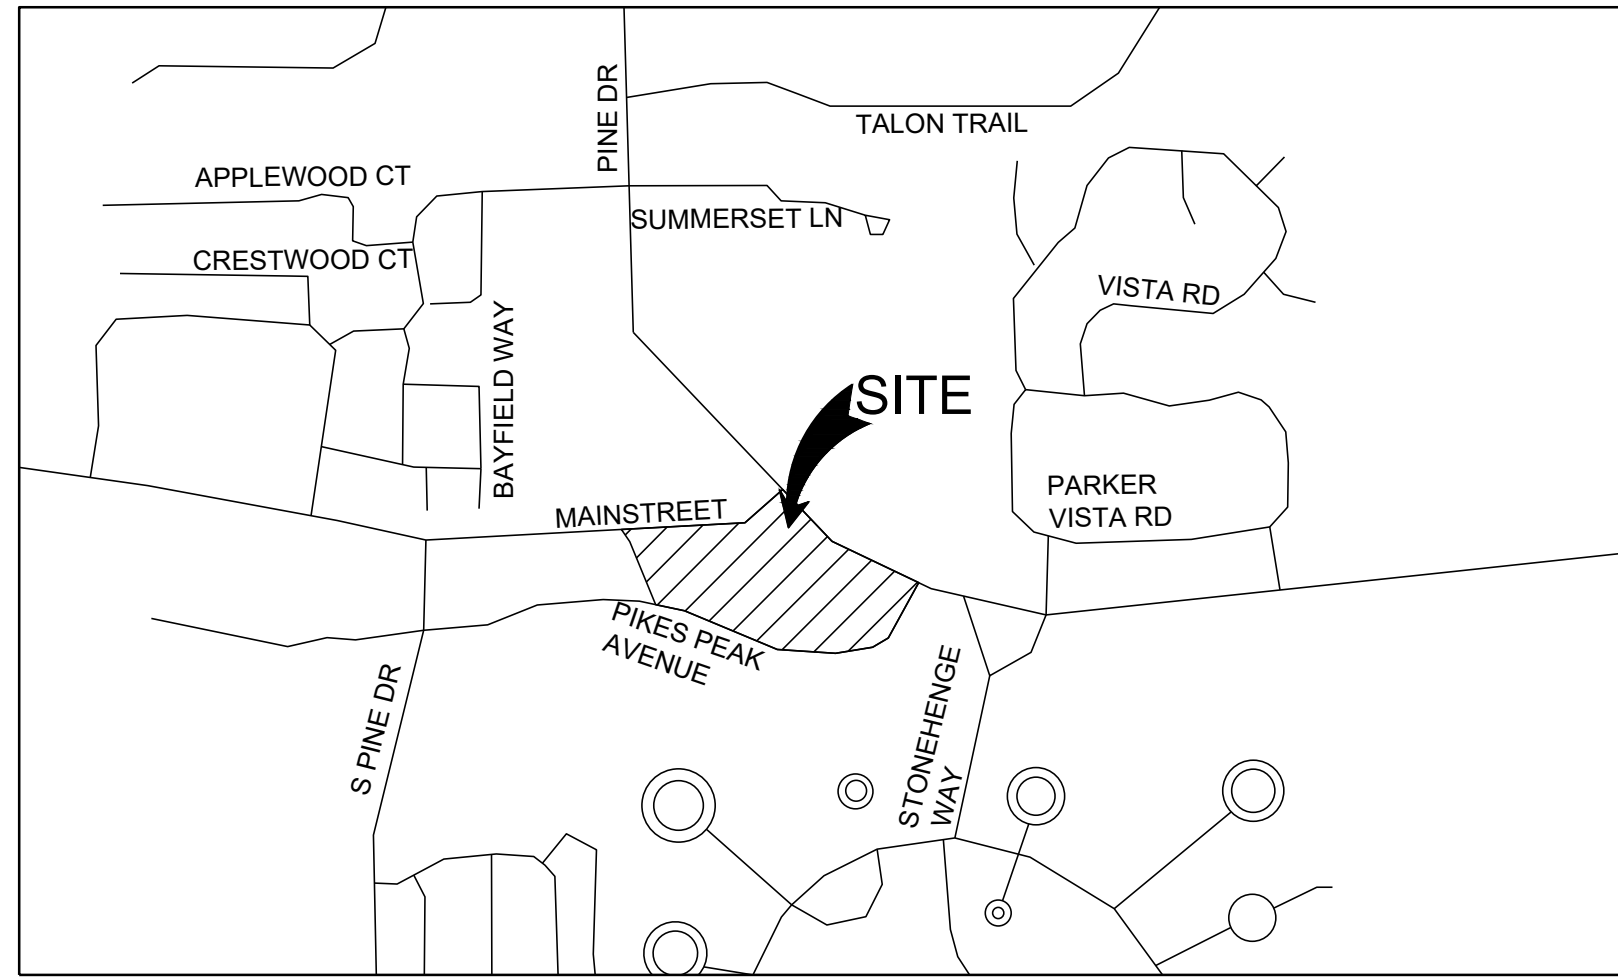 PINE DR
TALON TRAIL
APPLEWOOD CT
SUMMERSET LN
CRESTWOOD CT
VISTA RD
BAYFIELD WAY
SITE
PARKER
VISTA RD
MAINSTREET
PIKES PEAK
AVENUE
S PINE DR
STONEHENGE
WAY